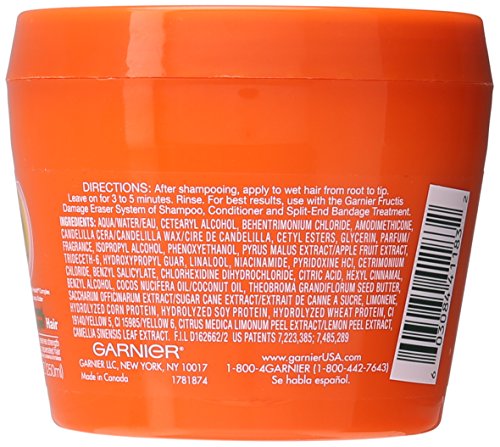 DIRECTIONS: After shampooing, apply to wet hair from root to tip.
Leave on for 3 to 5 minutes. Rinse. For best results, use with the Garnier Fructis
Damage Eraser System of Shampoo, Conditioner and Split-End Bandage Treatment.
INGREDIENTS: AQUA/WATER/EAU, CETEARYL ALCOHOL, BEHENTRIMONIUM CHLORIDE, AMODIMETHICONE,
CANDELILLA CERA/CANDELILLA WAX/CIRE DE CANDELILLA, CETYL ESTERS, GLYCERIN, PARFUM/
FRAGRANCE, ISOPROPYL ALCOHOL, PHENOXYETHANOL, PYRUS MALUS EXTRACT/APPLE FRUIT EXTRACT,
TRIDECETH-6, HYDROXYPROPYL GUAR, LINALOOL, NIACINAMIDE, PYRIDOXINE HCI, CETRIMONIUM
CHLORIDE, BENZYL SALICYLATE, CHLORHEXIDINE DIHYDROCHLORIDE, CITRIC ACID, HEXYL CINNAMAL,
BENZYL ALCOHOL, COCOS NUCIFERA OIL/COCONUT OIL, THEOBROMA GRANDIFLORUM SEED BUTTER,
SACCHARUM OFFICINARUM EXTRACT/SUGAR CANE EXTRACT/EXTRAIT DE CANNE A SUCRE, LIMONENE,
HYDROLYZED CORN PROTEIN, HYDROLYZED SOY PROTEIN, HYDROLYZED WHEAT PROTEIN, CI
19140/YELLOW 5, CI 15985/YELLOW 6, CITRUS MEDICA LIMONUM PEEL EXTRACT/LEMON PEEL EXTRACT,
CAMELLIA SINENSIS LEAF EXTRACT. F.I.L D162662/2 US PATENTS 7,223,385; 7,485,289
Hair
(250ml)
GARNIER
GARNIER LLC, NEW YORK, NY 10017
Made in Canada 1781874
www.garnierUSA.com
1-800-4GARNIER (1-800-442-7643)
Se habla español.
6 03084 41183 2